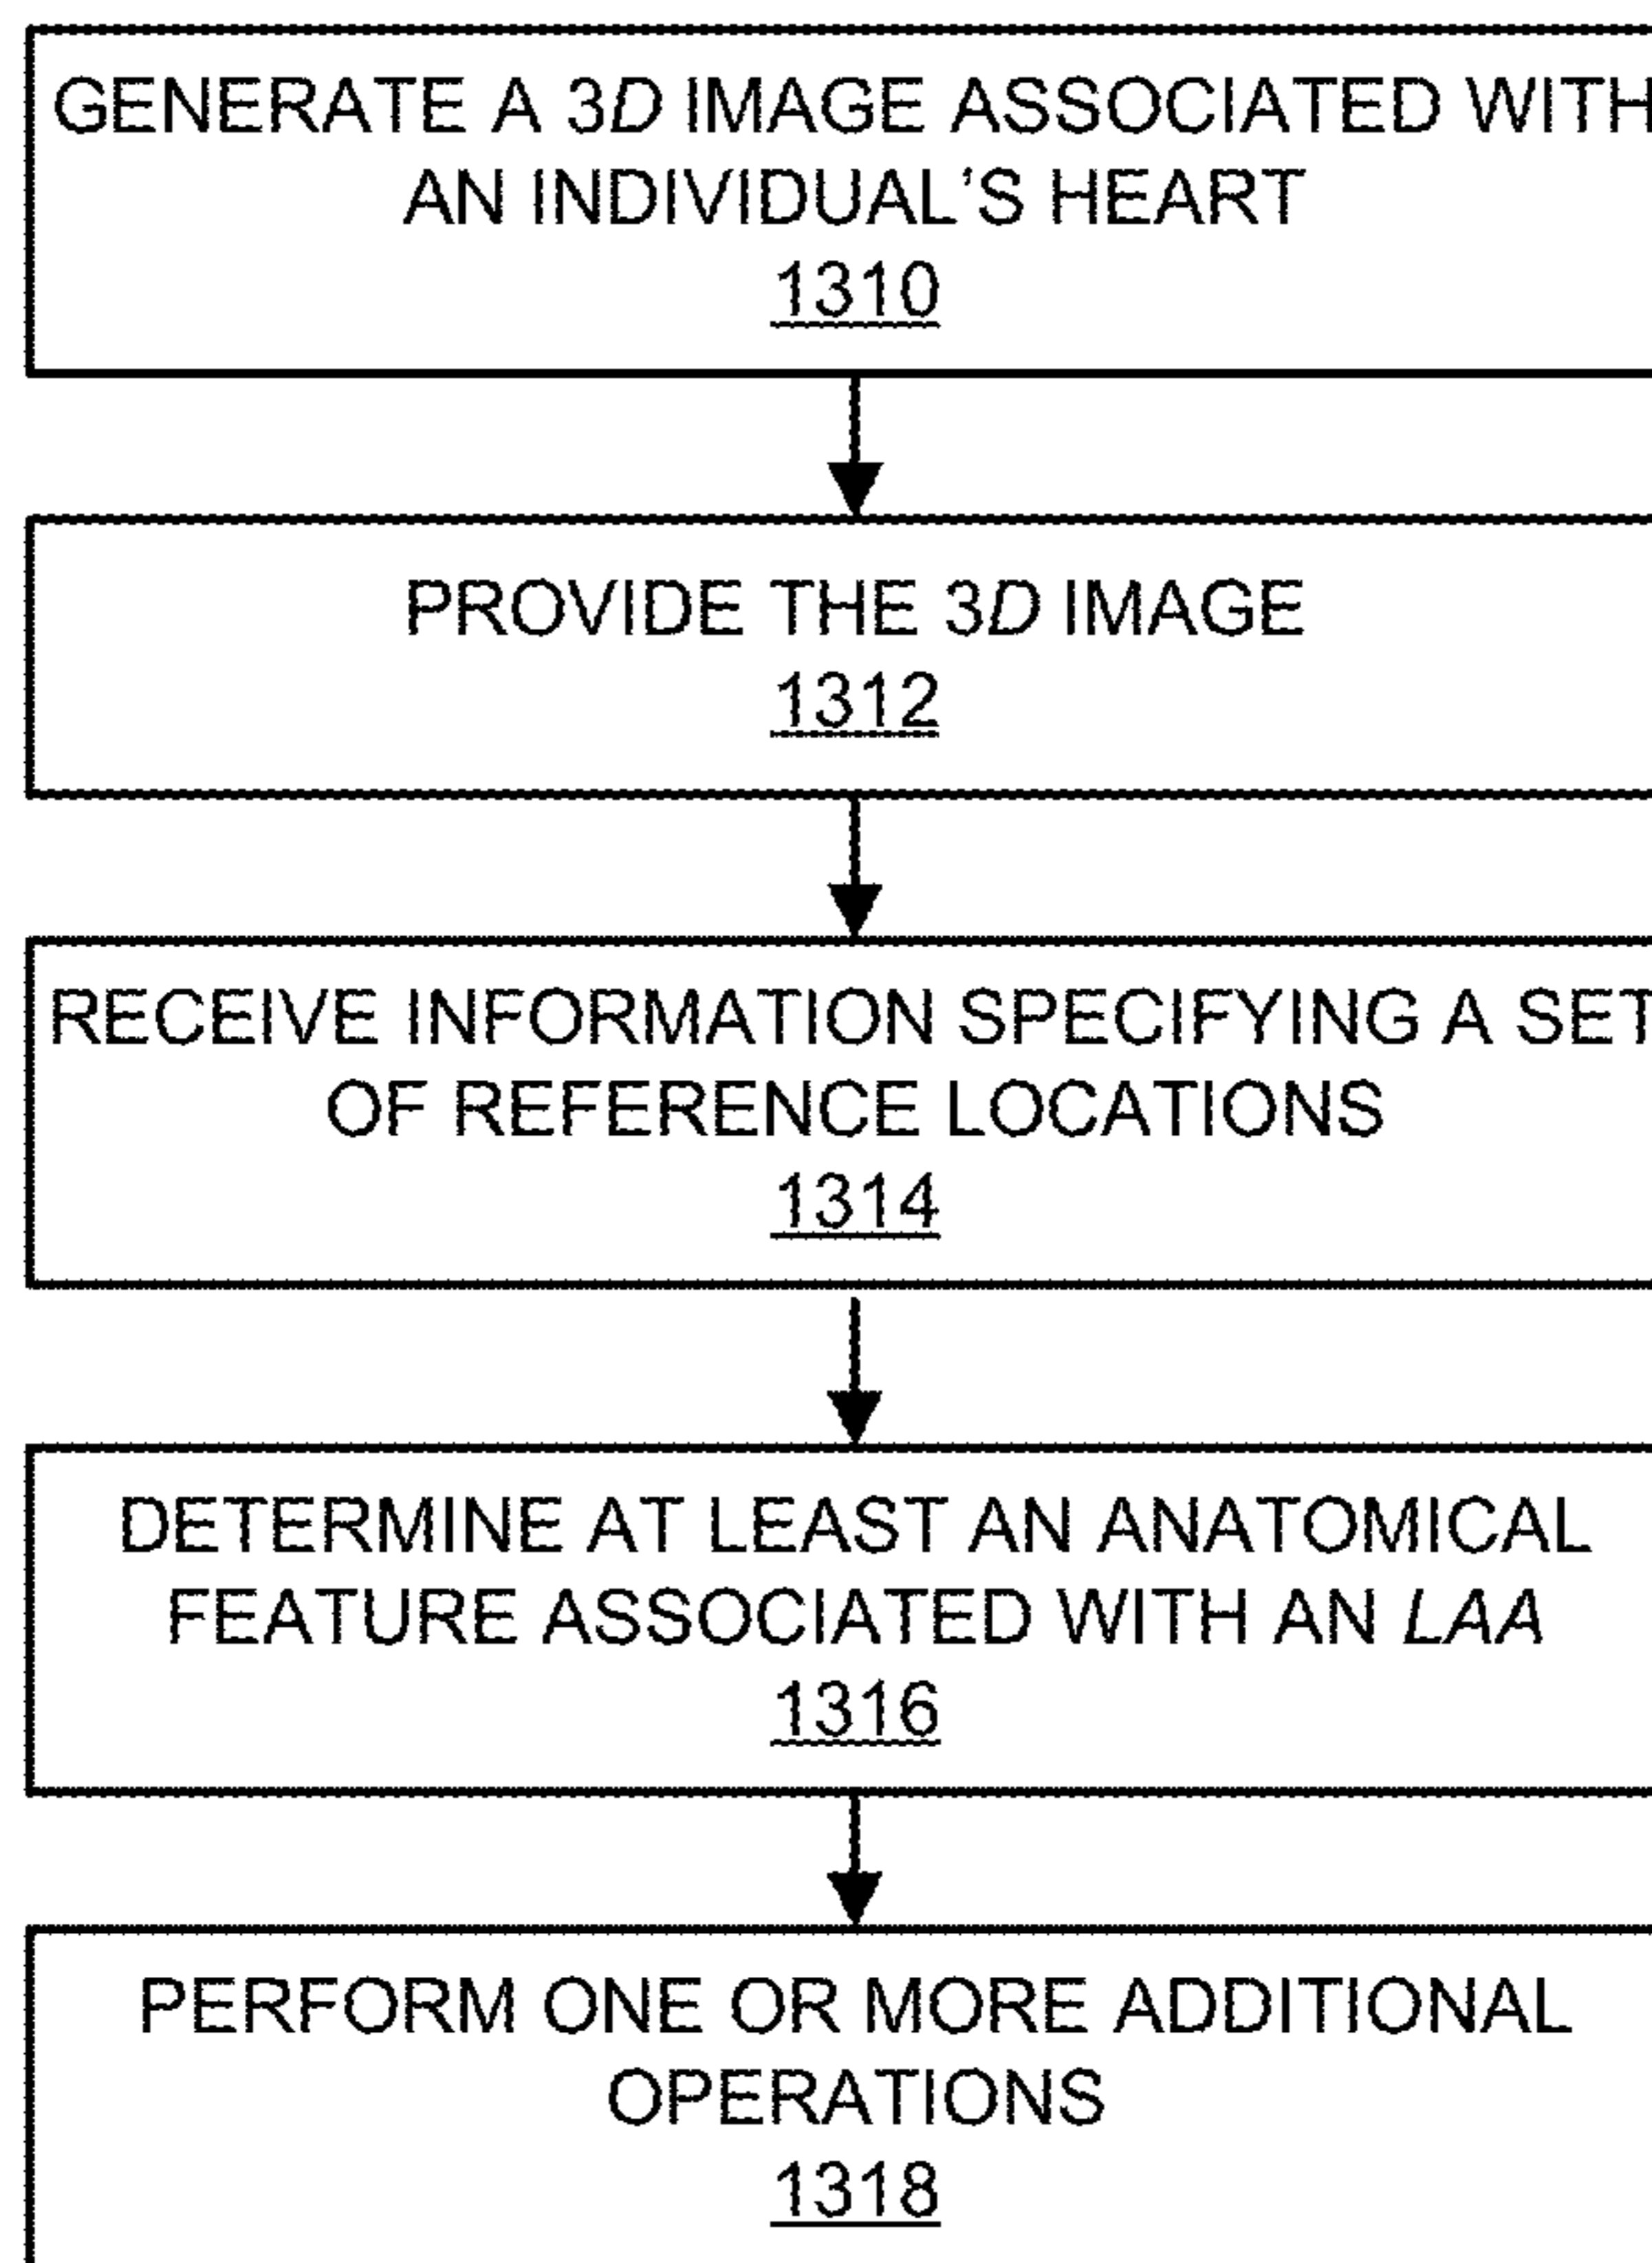 GENERATE A 3D IMAGE ASSOCIATED WITH
AN INDIVIDUAL'S HEART
1310
PROVIDE THE 3D IMAGE
1312
RECEIVE INFORMATION SPECIFYING A SET
OF REFERENCE LOCATIONS
1314
DETERMINE AT LEAST AN ANATOMICAL
FEATURE ASSOCIATED WITH AN LAA
1316
PERFORM ONE OR MORE ADDITIONAL
OPERATIONS
1318